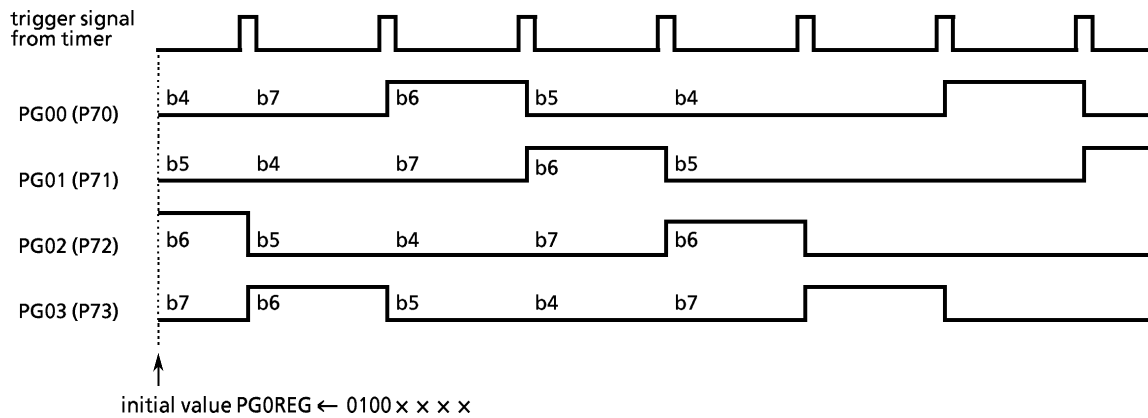 trigger signal
from timer
b4 b7 b6 b5 b4
PG00 (P70)
b5 b4 b7 b6 b5
PG01 (P71)
b6 b5 b4 b7 b6
PG02 (P72)
b7 b6 b5 b4 b7
PG03 (P73)
initial value PG0REG ← 0100 × × × ×